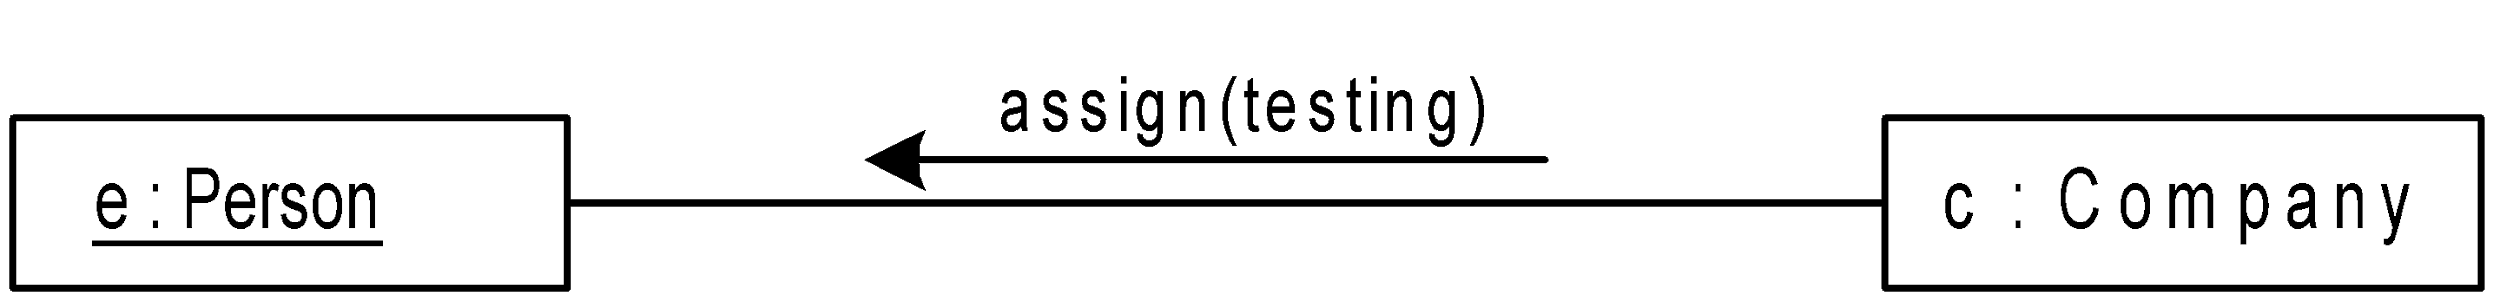 assign(testing)
e : Person
c : Company